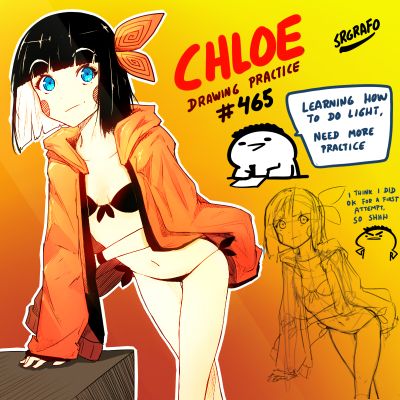 CHLOE
DRAWING PRACTICE
#465
SRGRAFO
LEARNING HOW
TO DO LIGHT,
NEED MORE
PRACTICE
I THINK I DID
OK FOR A FIRST
ATTEMPT,
SO SHHH